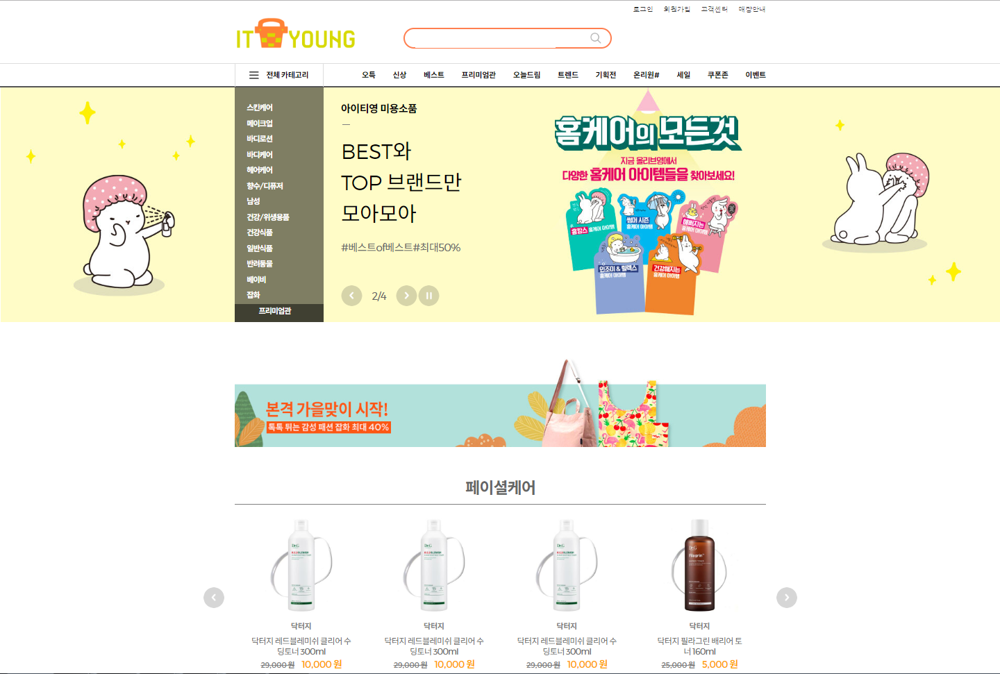 로그인 회원가입 고객센터 매장안내
IT YOUNG
전체 카테고리 오특 신상 베스트 프리미엄관 오늘드림 트렌드 기획전 온리원# 세일 쿠폰존 이벤트
스킨케어
메이크업
바디로션
바디케어
헤어케어
향수/디퓨저
남성
건강/위생용품
건강식품
일반식품
반려동물
베이비
잡화
프리미엄관
아이티영 미용소품
BEST와
TOP 브랜드만
모아모아
#베스트of베스트#최대50%
2/4
홈케어의 모든것
지금 올리브영에서
다양한 홈케어 아이템들을 찾아보세요!
홈캉스 홈케어 아이템
썸머 시즌
홈케어 아이템
예뻐지는
홈케어 아이템
민조이 & 릴렉스
홈케어 아이템
건강해지는
홈케어 아이템
본격 가을맞이 시작!
톡톡 튀는 감성 패션 잡화 최대 40%
페이셜케어
Dr.G
Dr.G
Dr.G
Dr.G
Filagrin
닥터지
닥터지 레드블레미쉬 클리어 수
딩토너 300ml
29,000 원 10,000 원
닥터지
닥터지 레드블레미쉬 클리어 수
딩토너 300ml
29,000 원 10,000 원
닥터지
닥터지 레드블레미쉬 클리어 수
딩토너 300ml
29,000 원 10,000 원
닥터지
닥터지 필라그린 배리어 토
너 160ml
25,000 원 5,000 원